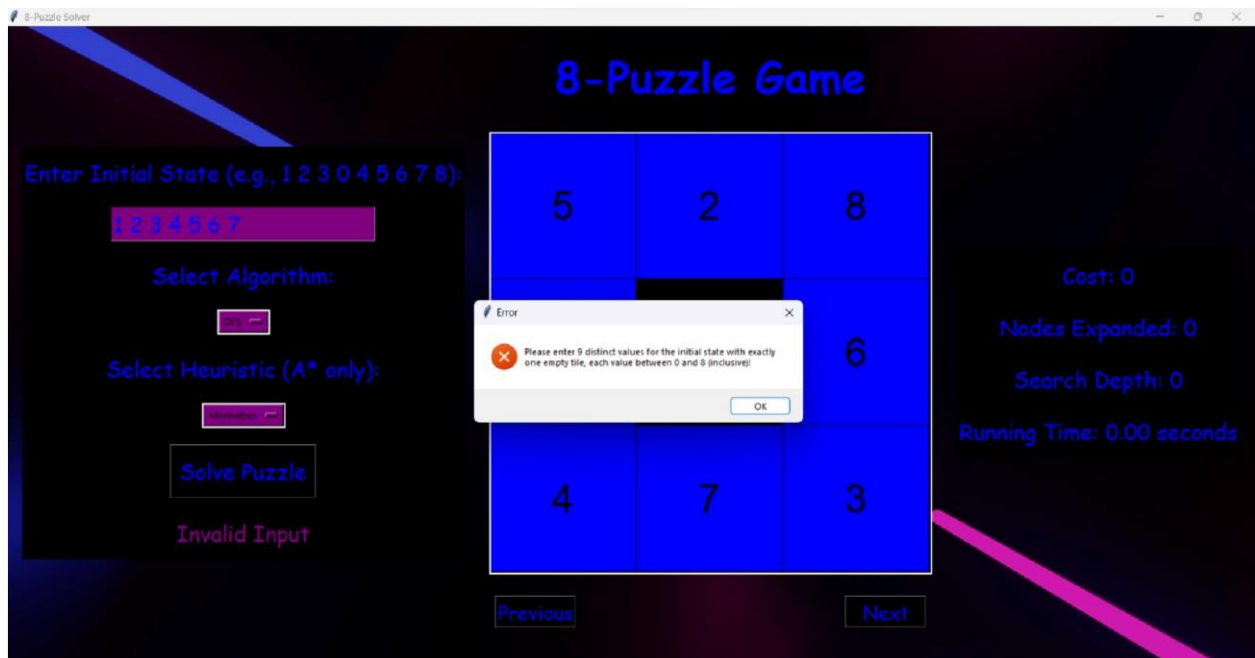 8-Puzzle Solver
8-Puzzle Game
Enter Initial State (e.g., 1 2 3 0 4 5 6 7 8):
1 2 3 4 5 6 7
Select Algorithm:
DFS
Select Heuristic (A* only):
Manhattan
Solve Puzzle
Invalid Input
5 2 8
6
4 7 3
Error
Please enter 9 distinct values for the initial state with exactly
one empty tile, each value between 0 and 8 (inclusive)!
OK
Previous
Next
Cost: 0
Nodes Expanded: 0
Search Depth: 0
Running Time: 0.00 seconds